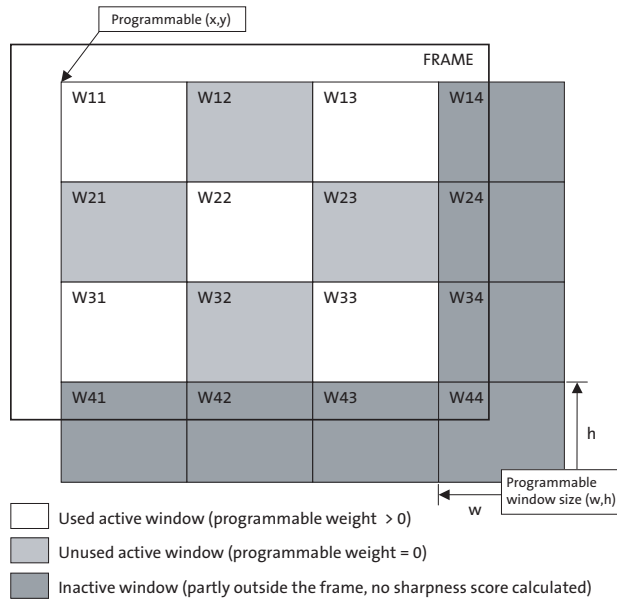 Programmable (x,y)
FRAME
W11 W12 W13 W14
W21 W22 W23 W24
W31 W32 W33 W34
W41 W42 W43 W44
h
w
Programmable
window size (w,h)
Used active window (programmable weight > 0)
Unused active window (programmable weight = 0)
Inactive window (partly outside the frame, no sharpness score calculated)